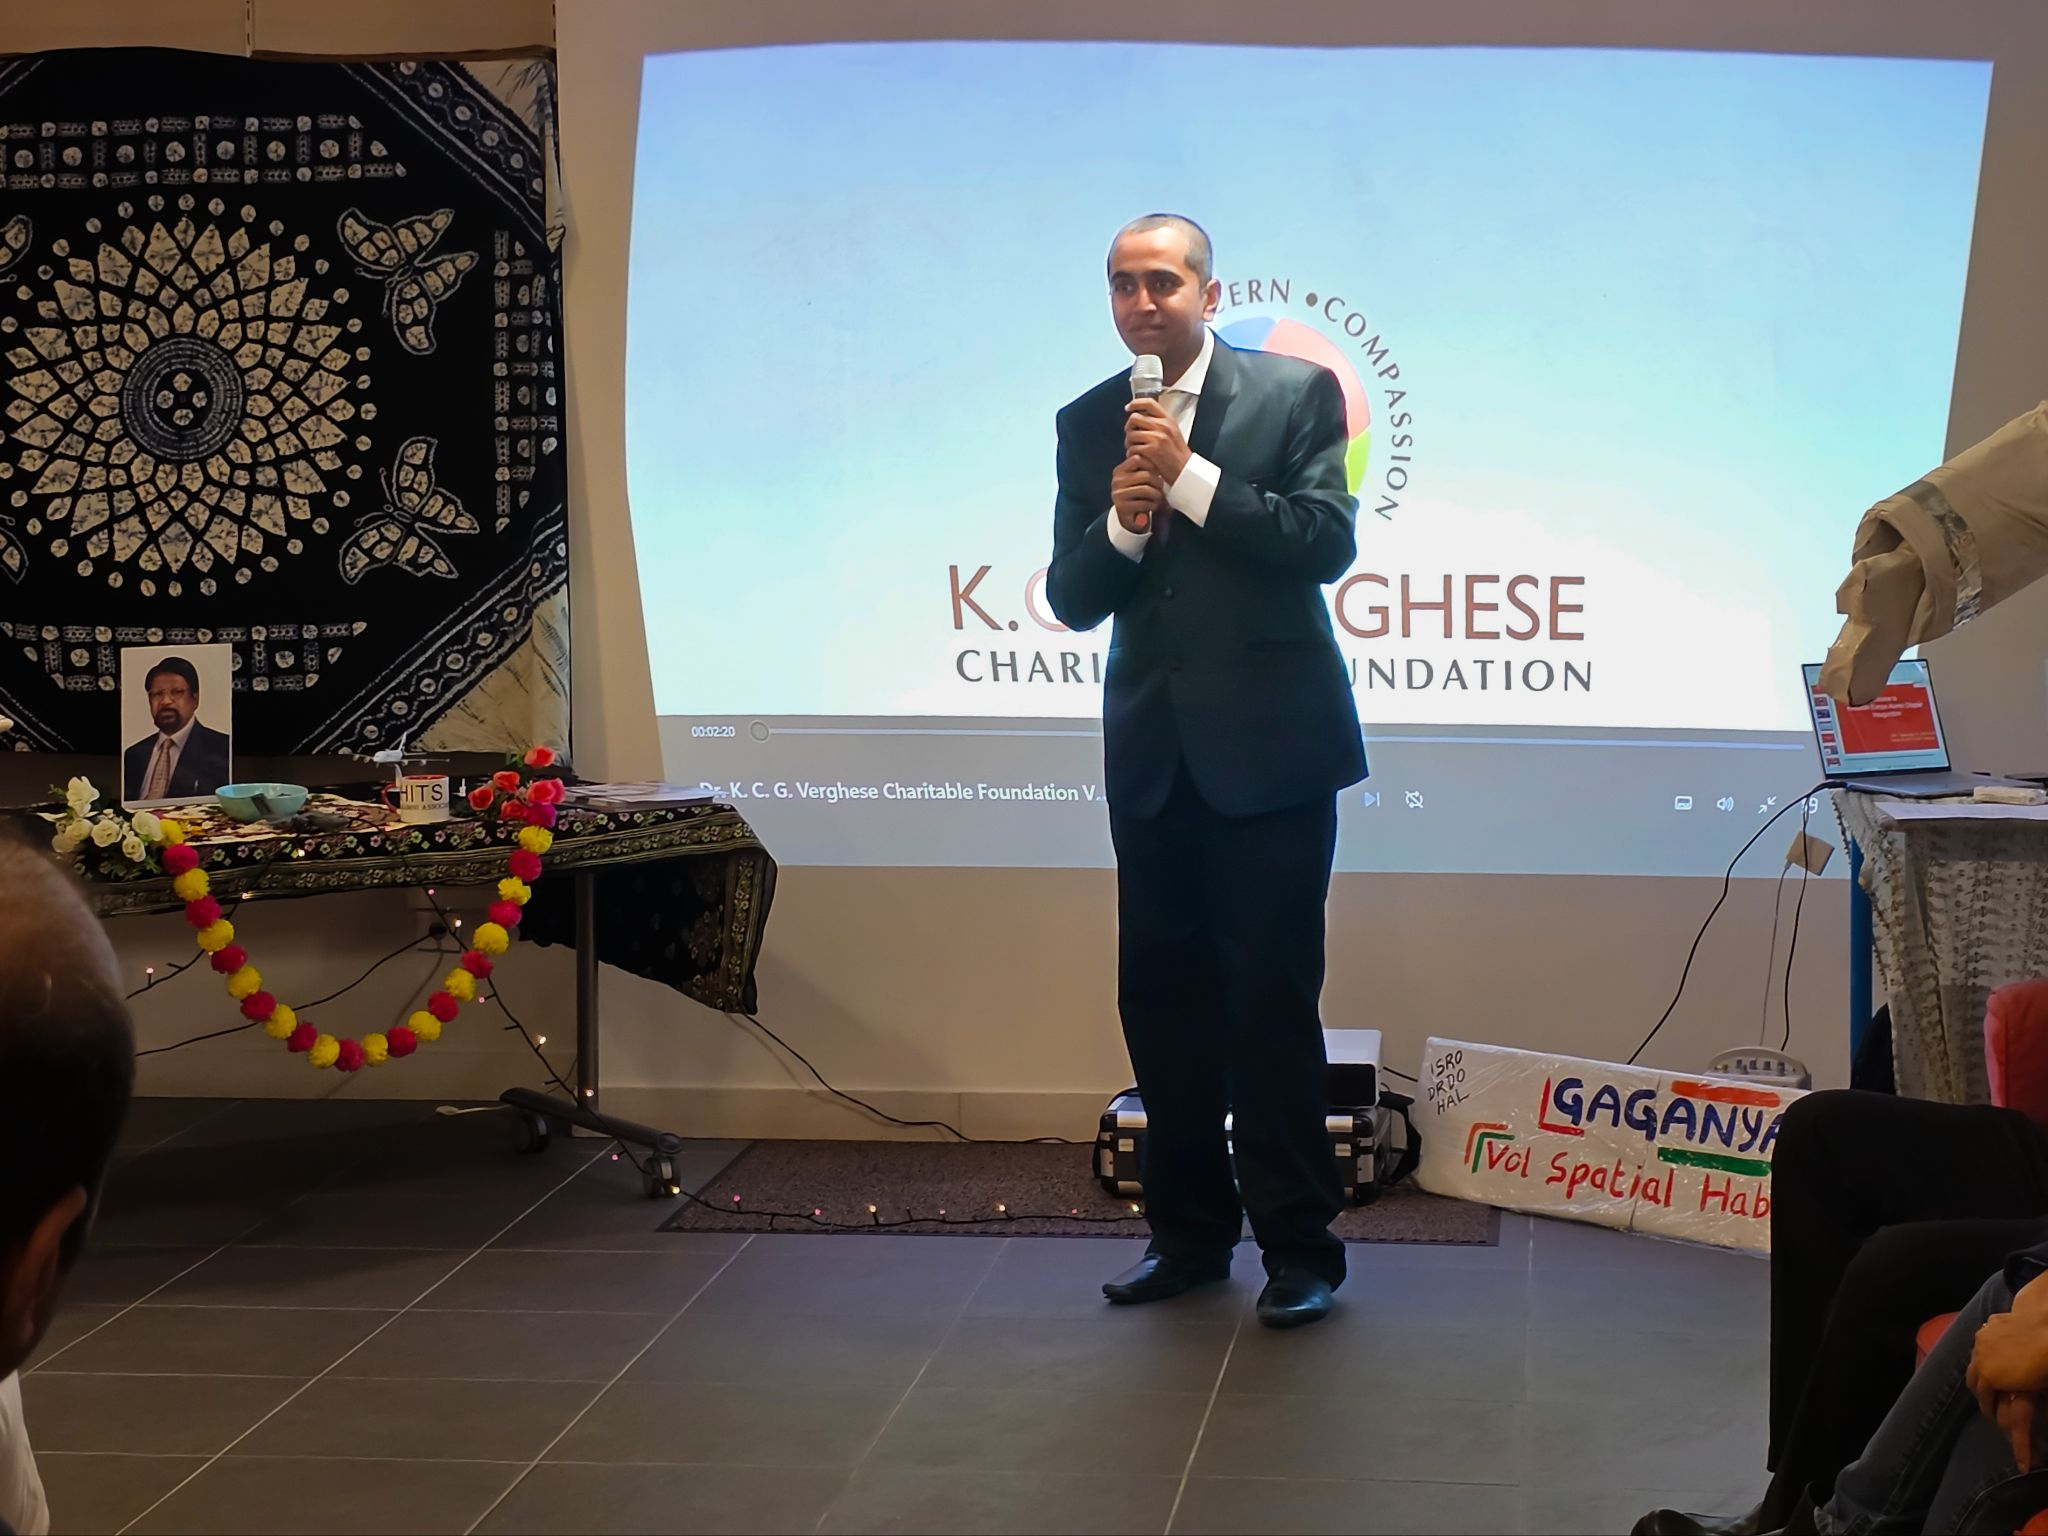 CERN • COMPASSION
K.C. GHESE
CHARI UNDATION
00:02:20
Dr. K. C. G. Verghese Charitable Foundation V...
HITS
ISRO
DRDO
HAL
GAGANYA
Vol Spatial Hab